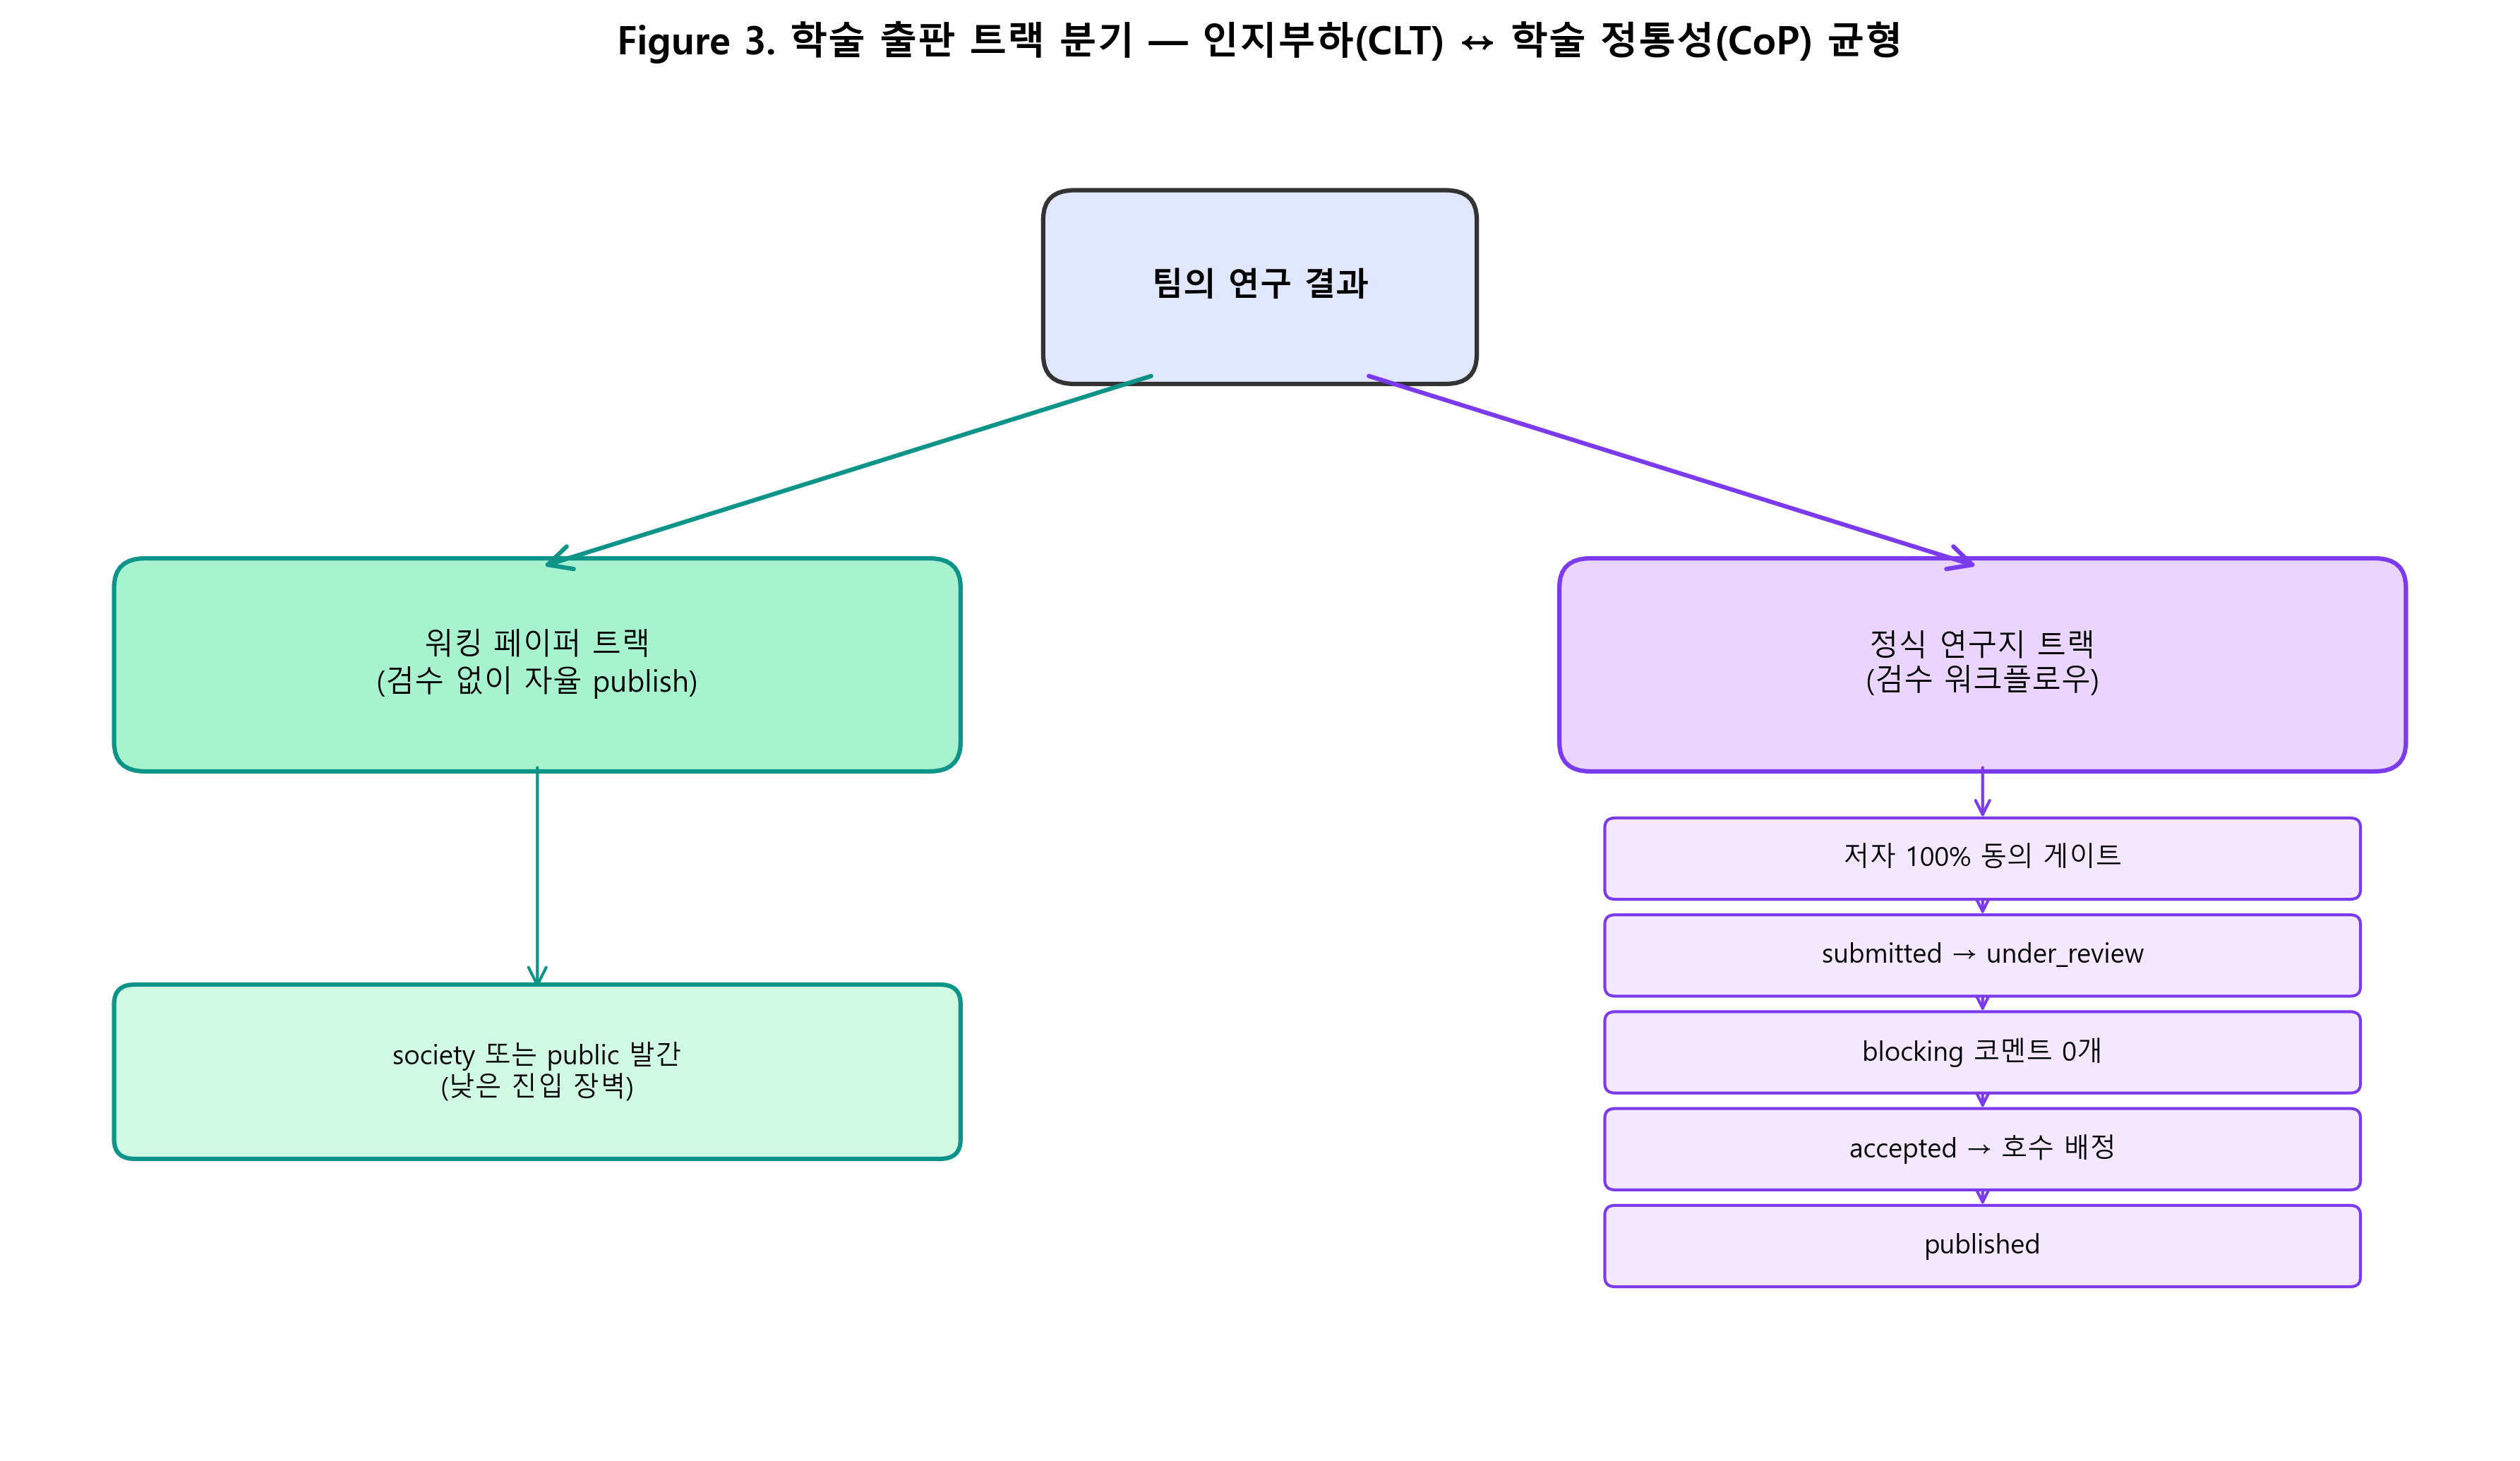 Figure 3. 학술 출판 트랙 분기 — 인지부하(CLT) ↔ 학술 정통성(CoP) 균형
팀의 연구 결과
워킹 페이퍼 트랙
(검수 없이 자율 publish)
society 또는 public 발간
(낮은 진입 장벽)
정식 연구지 트랙
(검수 워크플로우)
저자 100% 동의 게이트
submitted → under_review
blocking 코멘트 0개
accepted → 호수 배정
published